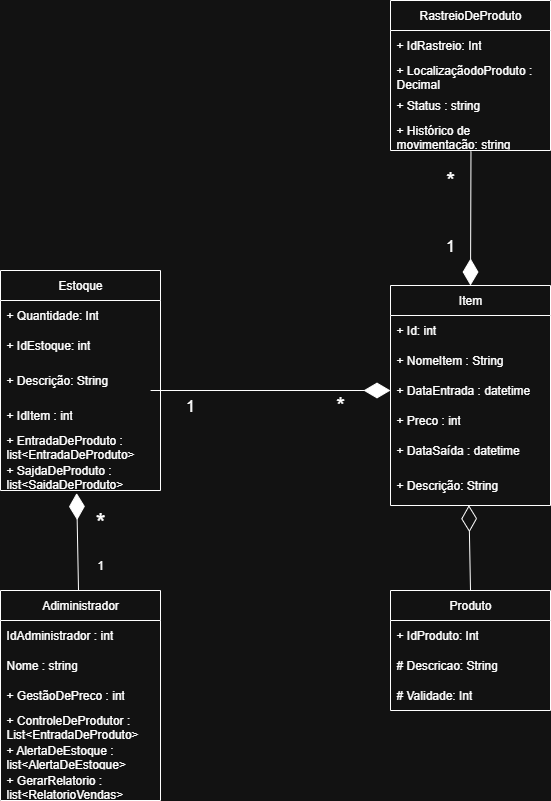 RastreioDeProduto
+ IdRastreio: Int
+ LocalizaçãodoProduto :
Decimal
+ Status : string
+ Histórico de
movimentação: string
*
1
Item
+ Id: int
+ NomeItem : String
+ DataEntrada : datetime
+ Preco : int
+ DataSaída : datetime
+ Descrição: String
Estoque
+ Quantidade: Int
+ IdEstoque: int
+ Descrição: String
+ IdItem : int
+ EntradaDeProduto :
list<EntradaDeProduto>
+ SajdaDeProduto :
list<SaidaDeProduto>
1
*
*
1
Adiministrador
IdAdministrador : int
Nome : string
+ GestãoDePreco : int
+ ControleDeProdutor :
List<EntradaDeProduto>
+ AlertaDeEstoque :
list<AlertaDeEstoque>
+ GerarRelatorio :
list<RelatorioVendas>
Produto
+ IdProduto: Int
# Descricao: String
# Validade: Int